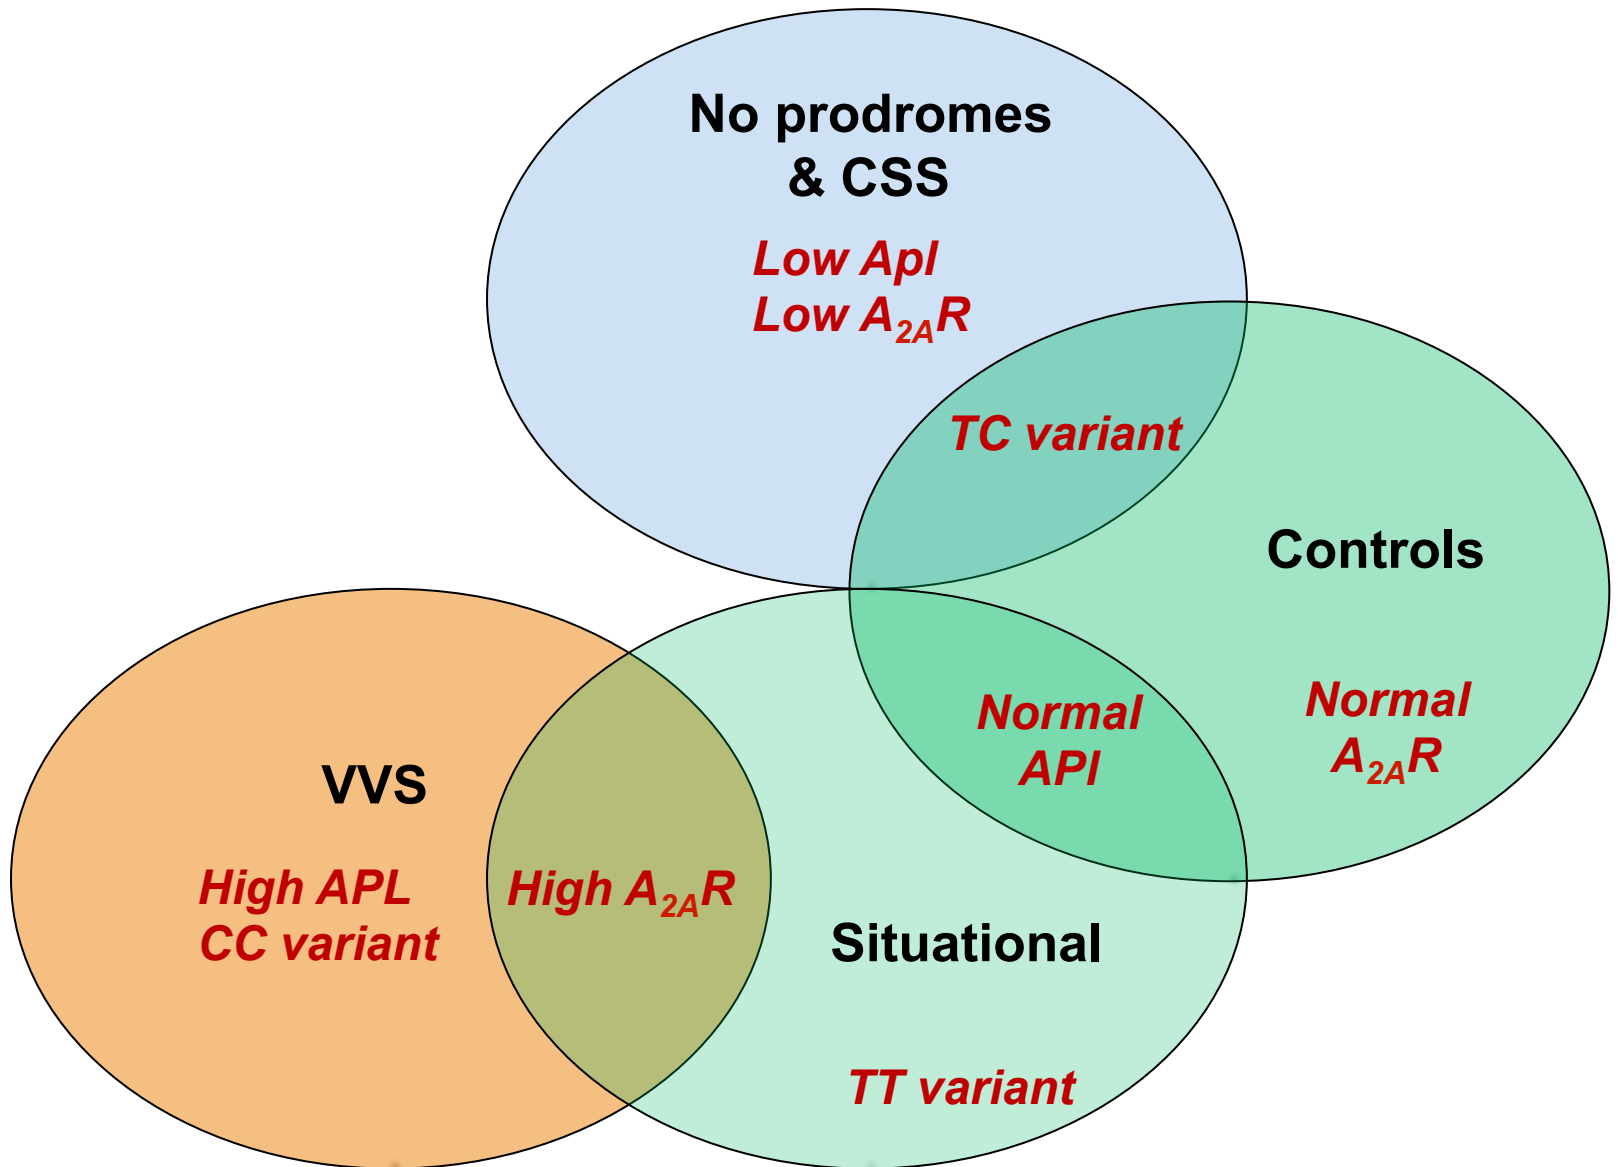 No prodromes
& CSS
Low Apl
Low A2AR
TC variant
Controls
Normal
A2AR
Normal
APl
VVS
High APL
CC variant
High A2AR
Situational
TT variant